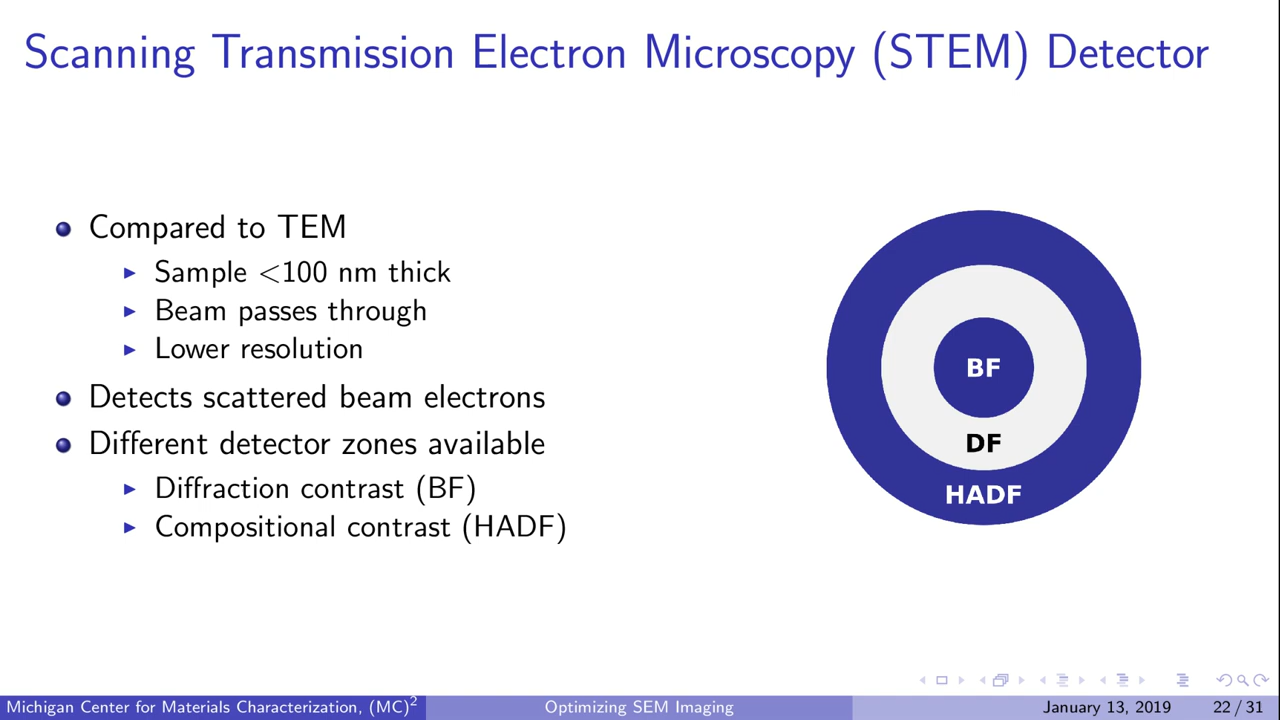 Scanning Transmission Electron Microscopy (STEM) Detector
Compared to TEM
Sample <100 nm thick
Beam passes through
Lower resolution
Detects scattered beam electrons
Different detector zones available
Diffraction contrast (BF)
Compositional contrast (HADF)
BF
DF
HADF
Michigan Center for Materials Characterization, (MC)²
Optimizing SEM Imaging
January 13, 2019
22 / 31